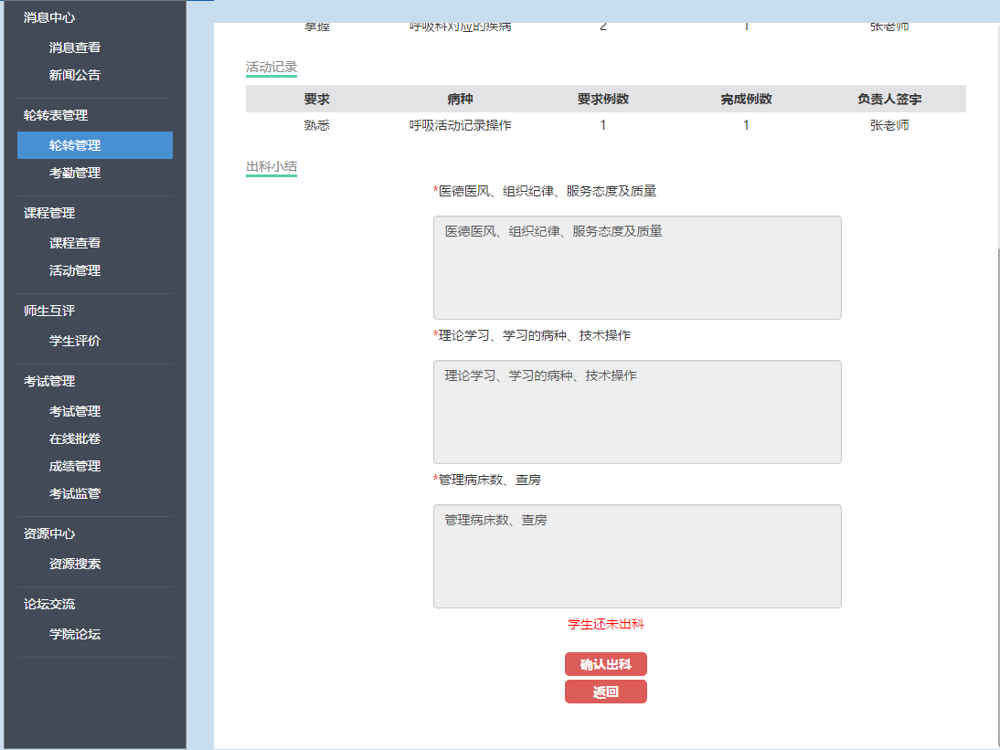 消息中心
消息查看
新闻公告
轮转表管理
轮转管理
考勤管理
课程管理
课程查看
活动管理
师生互评
学生评价
考试管理
考试管理
在线批卷
成绩管理
考试监管
资源中心
资源搜索
论坛交流
学院论坛
掌握 呼吸科对应的疾病 2 1 张老师
活动记录
要求 病种 要求例数 完成例数 负责人签字
熟悉 呼吸活动记录操作 1 1 张老师
出科小结
*医德医风、组织纪律、服务态度及质量
医德医风、组织纪律、服务态度及质量
*理论学习、学习的病种、技术操作
理论学习、学习的病种、技术操作
*管理病床数、查房
管理病床数、查房
学生还未出科
确认出科
返回